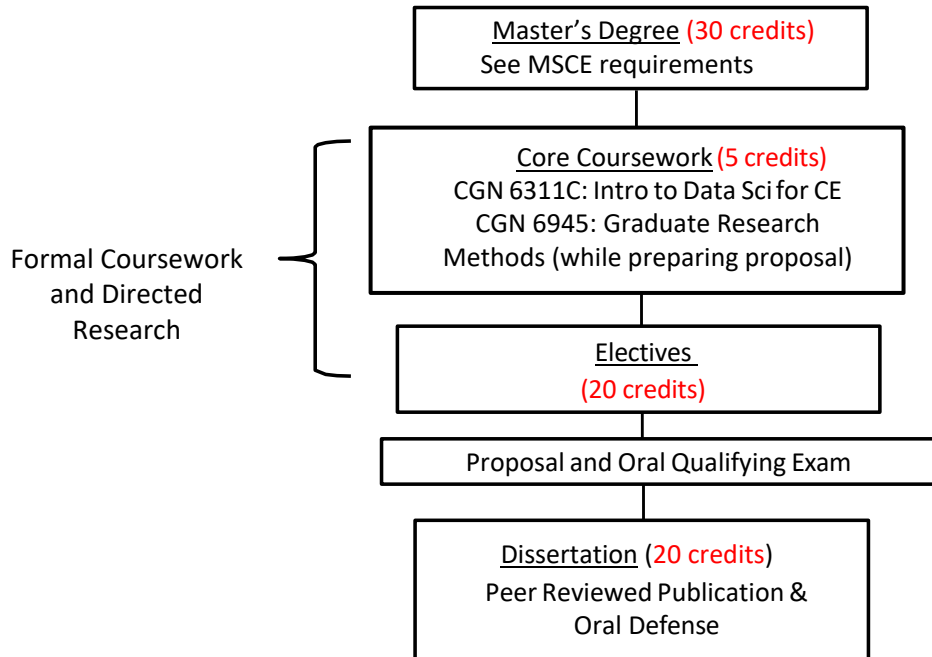 Master’s Degree (30 credits)
See MSCE requirements
Core Coursework (5 credits)
CGN 6311C: Intro to Data Sci for CE
CGN 6945: Graduate Research
Methods (while preparing proposal)
Formal Coursework
and Directed
Research
Electives
(20 credits)
Proposal and Oral Qualifying Exam
Dissertation (20 credits)
Peer Reviewed Publication &
Oral Defense